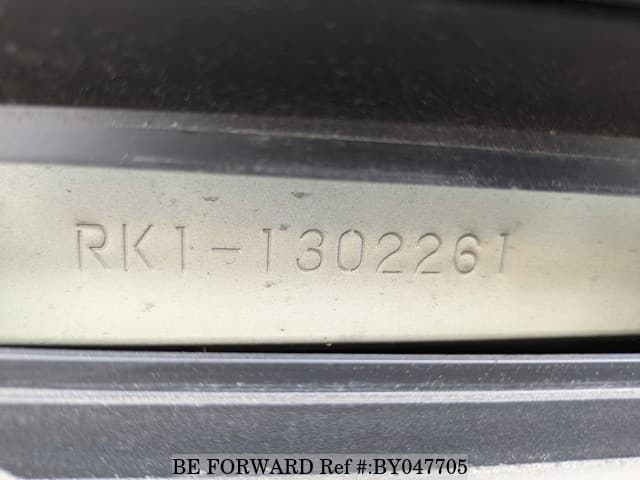 RK1-1302261
BE FORWARD Ref #:BY047705